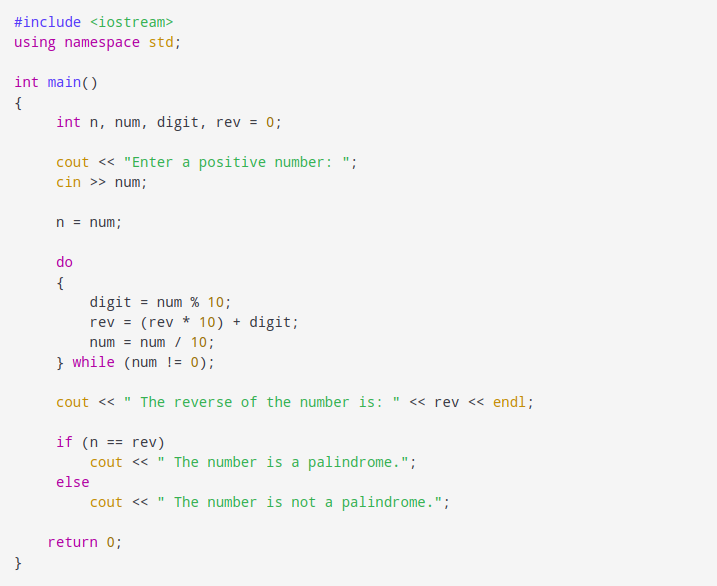 #include <iostream>
using namespace std;

int main()
{
     int n, num, digit, rev = 0;

     cout << "Enter a positive number: ";
     cin >> num;

     n = num;

     do
     {
         digit = num % 10;
         rev = (rev * 10) + digit;
         num = num / 10;
     } while (num != 0);

     cout << " The reverse of the number is: " << rev << endl;

     if (n == rev)
         cout << " The number is a palindrome.";
     else
         cout << " The number is not a palindrome.";

    return 0;
}